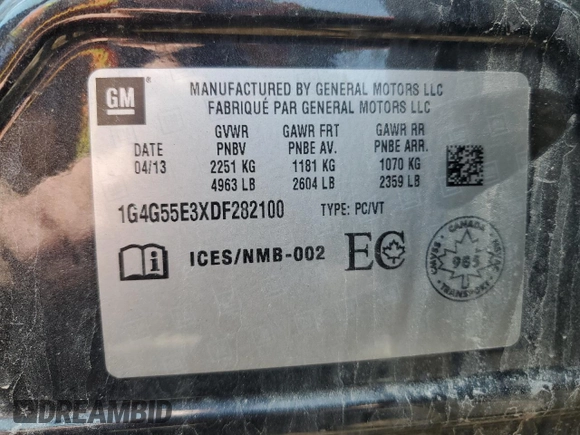 GM
MANUFACTURED BY GENERAL MOTORS LLC
FABRIQUÉ PAR GENERAL MOTORS LLC
GVWR GAWR FRT GAWR RR
DATE PNBV PNBE AV. PNBE ARR.
04/13 2251 KG 1181 KG 1070 KG
4963 LB 2604 LB 2359 LB
1G4G55E3XDF282100 TYPE: PC/VT
ICES/NMB-002 EC
CANADA
965
TRANSPORT
DREAMBID